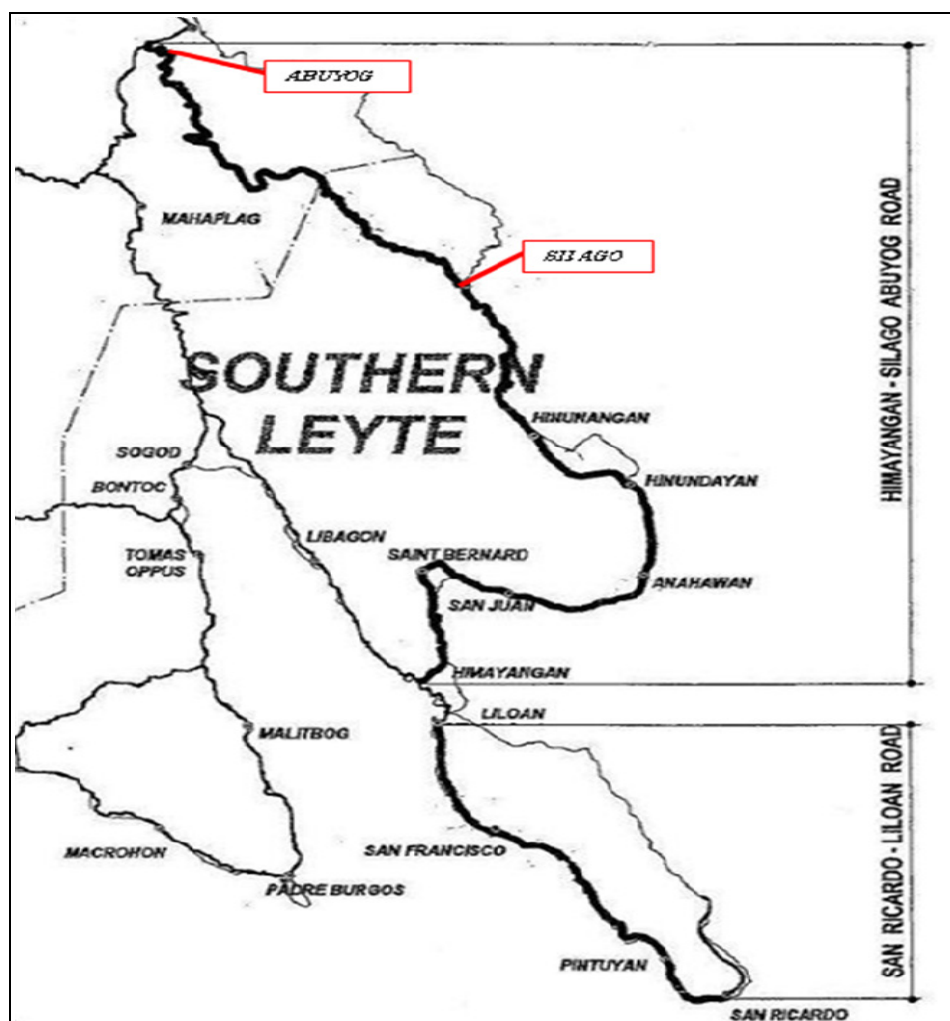 ABUYOG
MAHAPLAG
SILAGO
SOUTHERN
LEYTE
HINUNANGAN
SOGOD
BONTOC
HINUNDAYAN
LIBAGON
TOMAS
OPPUS
SAINT BERNARD
ANAHAWAN
SAN JUAN
HIMAYANGAN
LILOAN
MALITBOG
MACROHON
SAN FRANCISCO
PADRE BURGOS
PINTUYAN
SAN RICARDO
HIMAYANGAN - SILAGO ABUYOG ROAD
SAN RICARDO - LILOAN ROAD